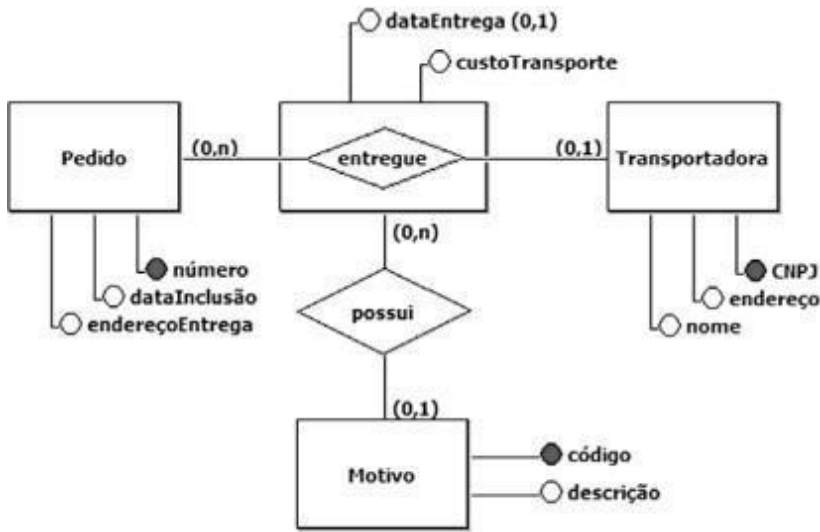 dataEntrega (0,1)
custoTransporte
Pedido
(0,n)
entregue
(0,1)
Transportadora
(0,n)
número
dataInclusão
endereçoEntrega
CNPJ
endereço
nome
possui
(0,1)
Motivo
código
descrição